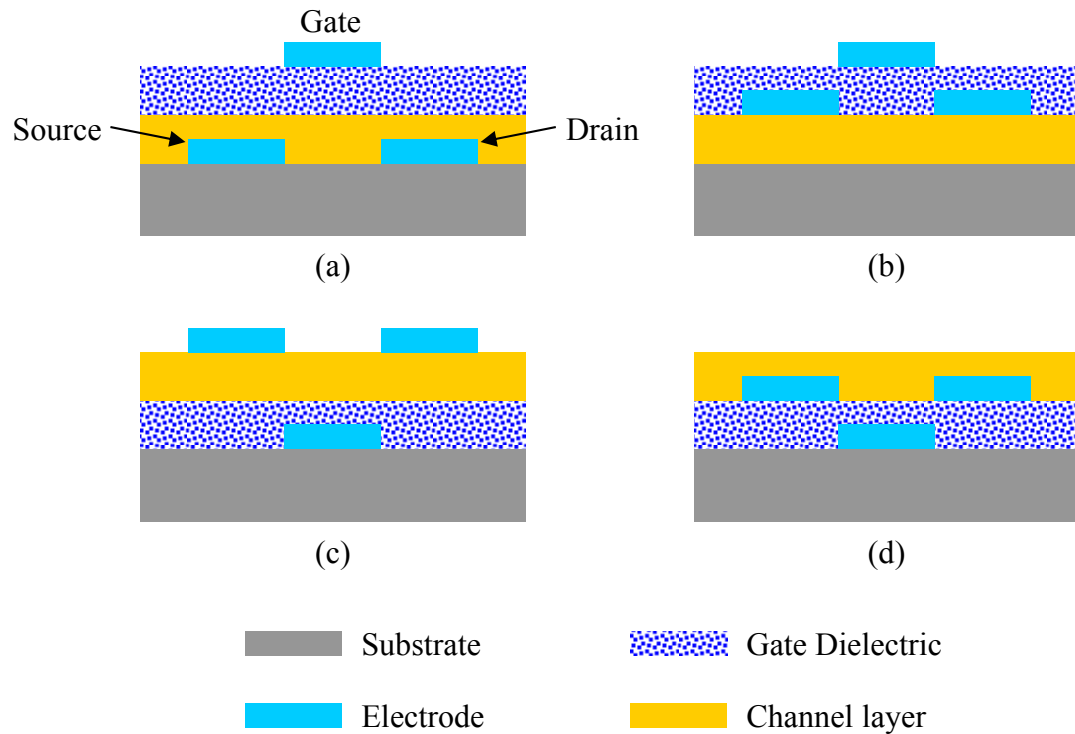 Gate
Source
Drain
(a)
(b)
(c)
(d)
Substrate
Gate Dielectric
Electrode
Channel layer